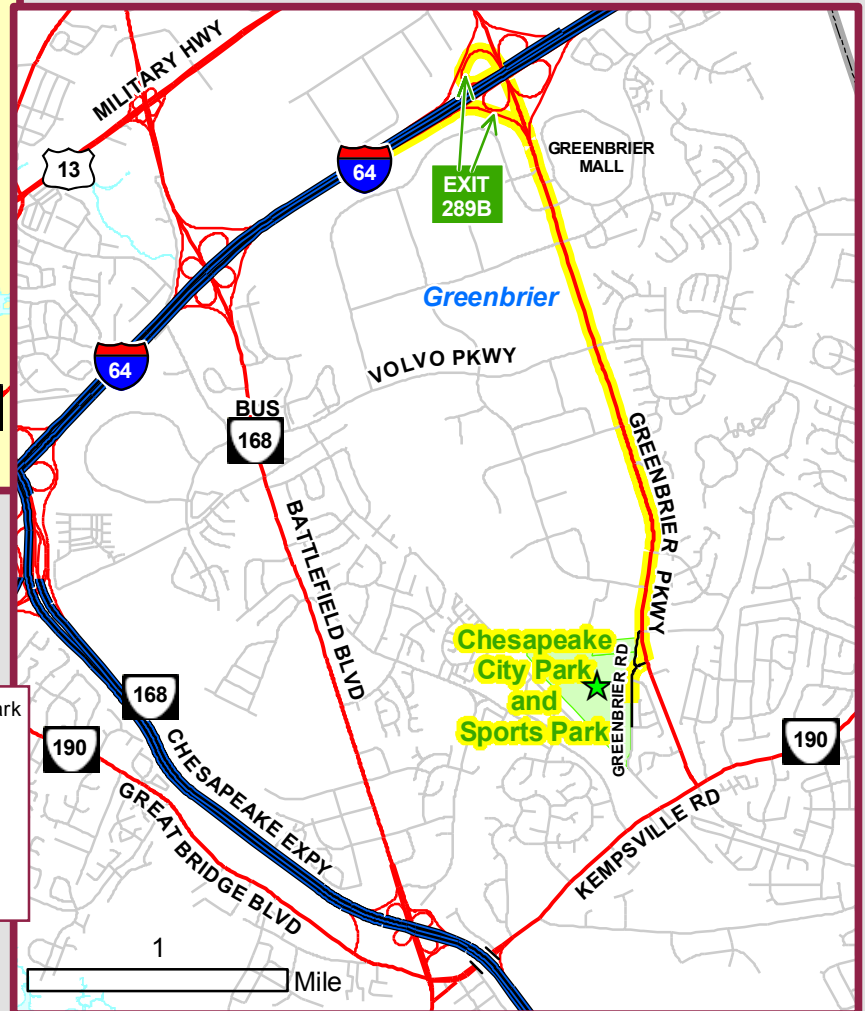 MILITARY HWY
13
64
EXIT
289B
GREENBRIER
MALL
Greenbrier
64
VOLVO PKWY
BUS
168
GREENBRIER PKWY
BATTLEFIELD BLVD
Chesapeake
City Park
and
Sports Park
GREENBRIER RD
ark
168
190
190
CHESAPEAKE EXPY
GREAT BRIDGE BLVD
KEMPSVILLE RD
1
Mile